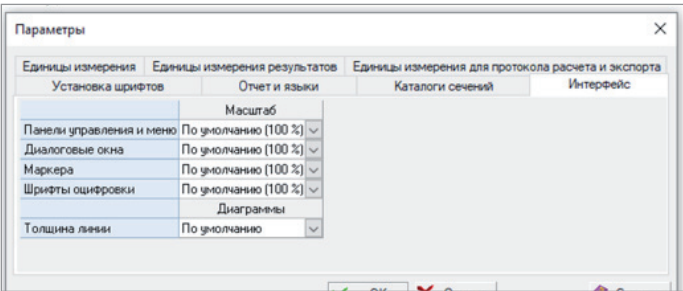 Параметры
Единицы измерения Единицы измерения результатов Единицы измерения для протокола расчета и экспорта
Установка шрифтов Отчет и языки Каталоги сечений Интерфейс
Масштаб
Панели управления и меню По умолчанию (100 %)
Диалоговые окна По умолчанию (100 %)
Маркера По умолчанию (100 %)
Шрифты оцифровки По умолчанию (100 %)
Диаграммы
Толщина линии По умолчанию